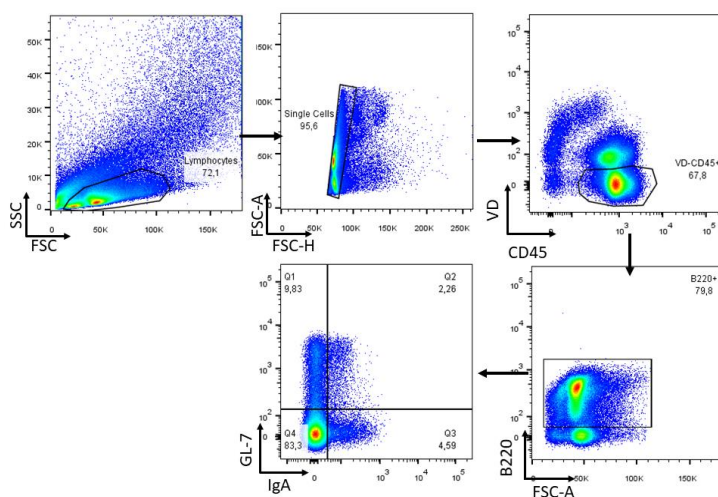 50K
40K
30K
20K
10K
0
Lymphocytes
72,1
SSC
0
50K
100K
150K
FSC
150K
100K
50K
0
Single Cells
95,6
FSC-A
0
50K
100K
150K
200K
250K
FSC-H
10^5
10^4
10^3
10^2
0
VD-CD45+
67,8
VD
0
10^3
10^4
10^5
CD45
Q1
9,83
Q2
2,26
10^5
10^4
10^3
10^2
0
Q4
83,3
Q3
4,59
GL-7
0
10^3
10^4
10^5
IgA
B220+
79,8
10^5
10^4
10^3
10^2
0
B220
0
50K
100K
150K
FSC-A